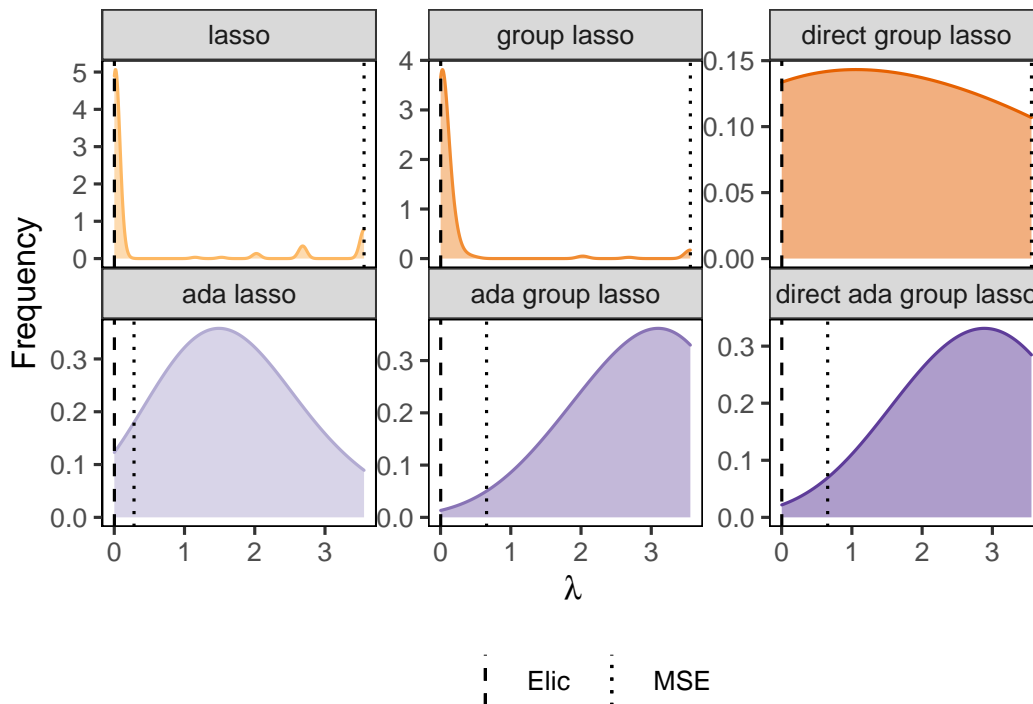 lasso
group lasso
direct group lasso
5
4
3
2
1
0
4
3
2
1
0
0.15
0.10
0.05
0.00
Frequency
ada lasso
ada group lasso
direct ada group lasso
0.3
0.2
0.1
0.0
0.3
0.2
0.1
0.0
0.3
0.2
0.1
0.0
0 1 2 3
0 1 2 3
0 1 2 3
λ
Elic
MSE